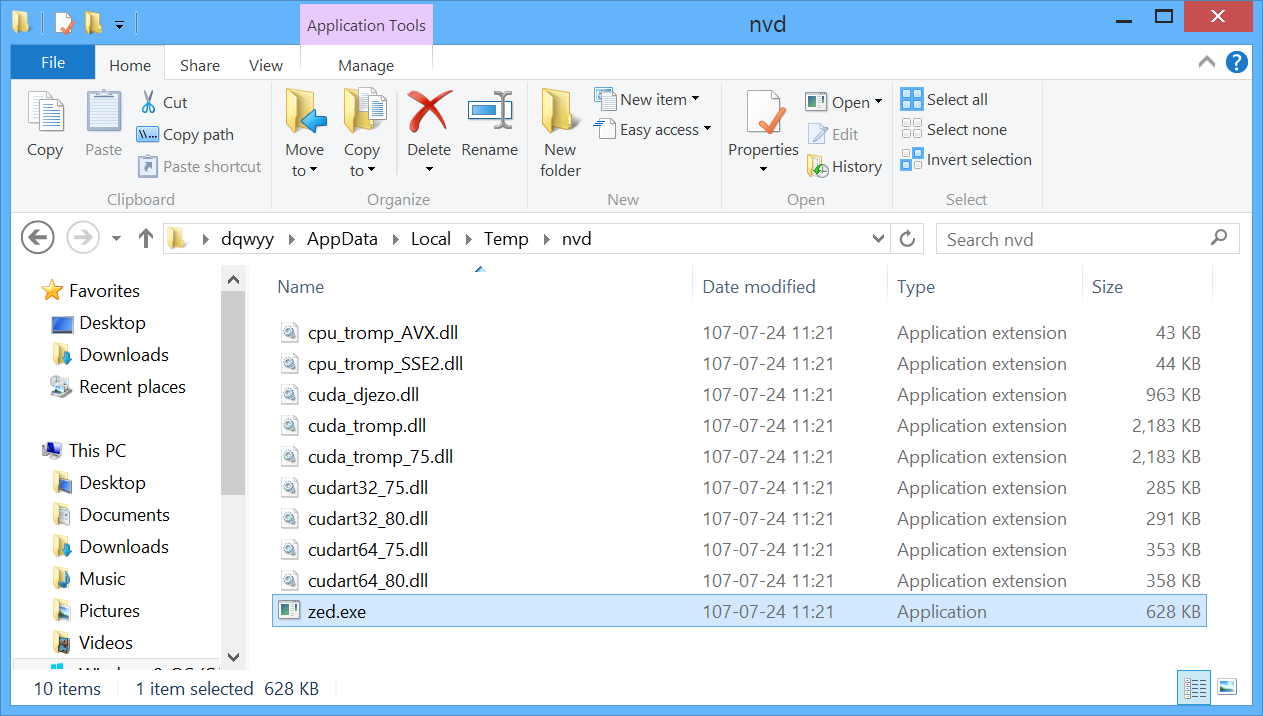 Application Tools
nvd
File
Home
Share
View
Manage
Copy
Paste
Cut
Copy path
Paste shortcut
Clipboard
Move to
Copy to
Delete
Rename
Organize
New folder
New item
Easy access
New
Properties
Open
Edit
History
Open
Select all
Select none
Invert selection
Select
dqwyy
AppData
Local
Temp
nvd
Search nvd
Favorites
Desktop
Downloads
Recent places
This PC
Desktop
Documents
Downloads
Music
Pictures
Videos
Name Date modified Type Size
cpu_tromp_AVX.dll 107-07-24 11:21 Application extension 43 KB
cpu_tromp_SSE2.dll 107-07-24 11:21 Application extension 44 KB
cuda_djezo.dll 107-07-24 11:21 Application extension 963 KB
cuda_tromp.dll 107-07-24 11:21 Application extension 2,183 KB
cuda_tromp_75.dll 107-07-24 11:21 Application extension 2,183 KB
cudart32_75.dll 107-07-24 11:21 Application extension 285 KB
cudart32_80.dll 107-07-24 11:21 Application extension 291 KB
cudart64_75.dll 107-07-24 11:21 Application extension 353 KB
cudart64_80.dll 107-07-24 11:21 Application extension 358 KB
zed.exe 107-07-24 11:21 Application 628 KB
10 items 1 item selected 628 KB